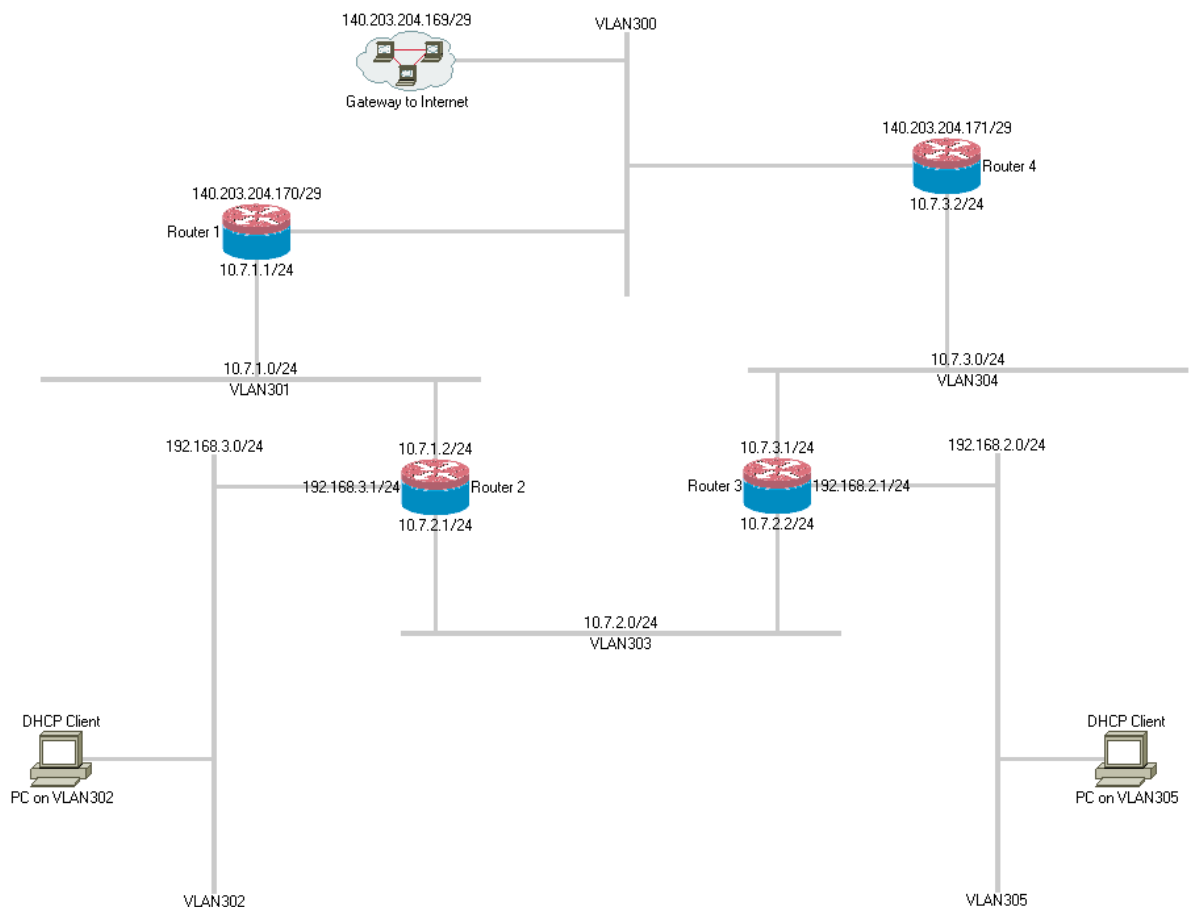 140.203.204.169/29
VLAN300
Gateway to Internet
140.203.204.171/29
Router 4
10.7.3.2/24
140.203.204.170/29
Router 1
10.7.1.1/24
10.7.1.0/24
VLAN301
10.7.3.0/24
VLAN304
192.168.3.0/24
10.7.1.2/24
192.168.3.1/24
Router 2
10.7.2.1/24
10.7.3.1/24
Router 3
192.168.2.1/24
10.7.2.2/24
192.168.2.0/24
10.7.2.0/24
VLAN303
DHCP Client
PC on VLAN302
DHCP Client
PC on VLAN305
VLAN302
VLAN305